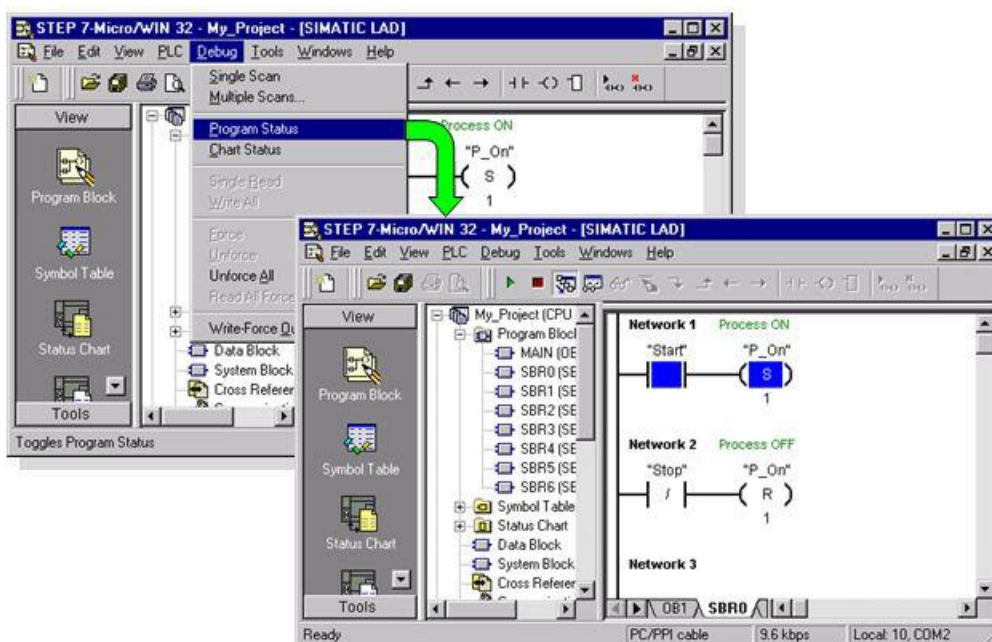 STEP 7-Micro/WIN 32 - My_Project - [SIMATIC LAD]
File Edit View PLC Debug Tools Windows Help
View
Program Block
Symbol Table
Status Chart
Tools
Single Scan
Multiple Scans...
Program Status
Chart Status
Single Read
Write All
Force
Unforce
Unforce All
Read All Force
Write-Force
Data Block
System Block
Cross Referen
Process ON
"P_On"
S
1
Toggles Program Status
STEP 7-Micro/WIN 32 - My_Project - [SIMATIC LAD]
File Edit View PLC Debug Tools Windows Help
View
Program Block
Symbol Table
Status Chart
Tools
My_Project (CPU
Program Block
MAIN (OB
SBR0 (SB
SBR1 (SB
SBR2 (SB
SBR3 (SB
SBR4 (SB
SBR5 (SB
SBR6 (SB
Symbol Table
Status Chart
Data Block
System Block
Cross Referen
Network 1 Process ON
"Start" "P_On"
S
1
Network 2 Process OFF
"Stop" "P_On"
/ R
1
Network 3
OB1 SBR0
Ready PC/PPI cable 9.6 kbps Local: 10, COM2